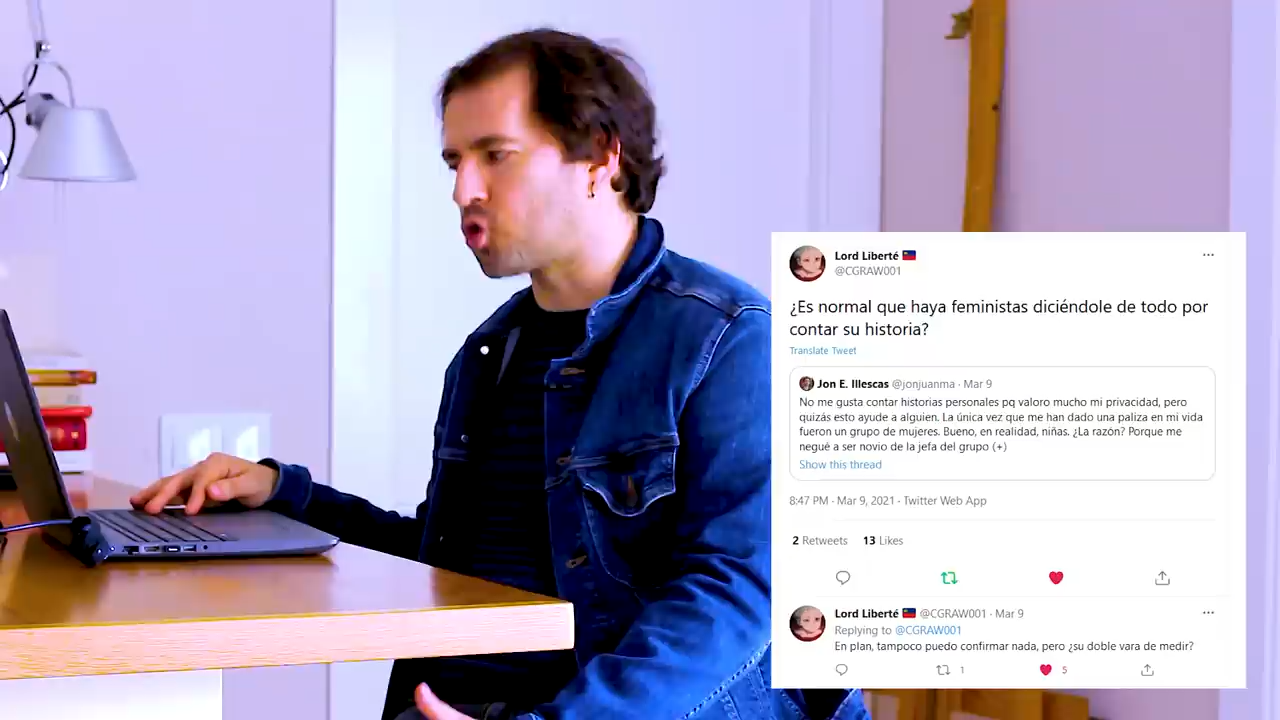 Lord Liberté
@CGRAW001
¿Es normal que haya feministas diciéndole de todo por
contar su historia?
Translate Tweet
Jon E. Illescas @jonjuanma · Mar 9
No me gusta contar historias personales pq valoro mucho mi privacidad, pero
quizás esto ayude a alguien. La única vez que me han dado una paliza en mi vida
fueron un grupo de mujeres. Bueno, en realidad, niñas. ¿La razón? Porque me
negué a ser novio de la jefa del grupo (+)
Show this thread
8:47 PM · Mar 9, 2021 · Twitter Web App
2 Retweets 13 Likes
Lord Liberté @CGRAW001 · Mar 9
Replying to @CGRAW001
En plan, tampoco puedo confirmar nada, pero ¿su doble vara de medir?
1 5